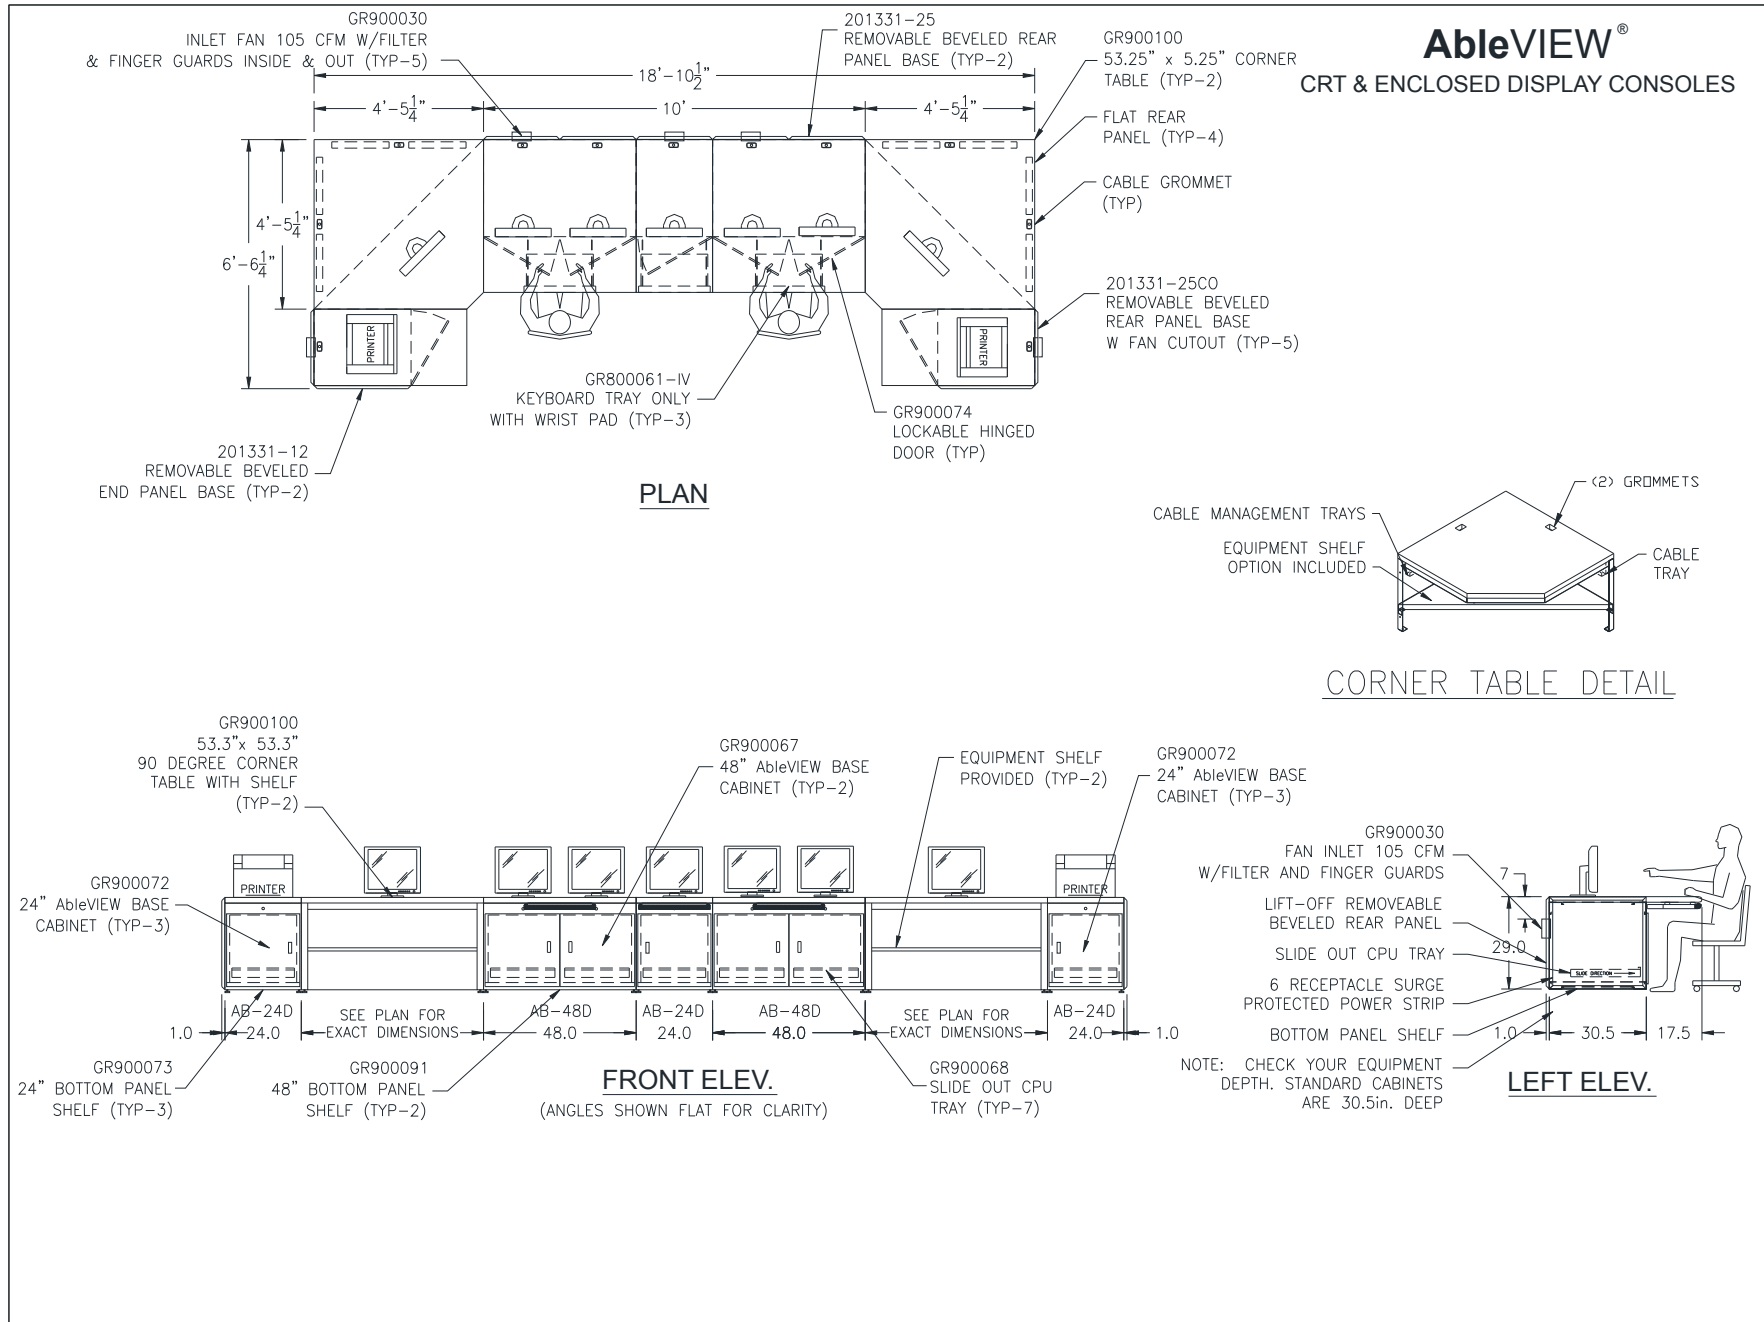 AbleVIEW®
CRT & ENCLOSED DISPLAY CONSOLES
GR900030
INLET FAN 105 CFM W/FILTER
& FINGER GUARDS INSIDE & OUT (TYP-5)
201331-25
REMOVABLE BEVELED REAR
PANEL BASE (TYP-2)
GR900100
53.25" x 5.25" CORNER
TABLE (TYP-2)
18'-10 1/2"
4'-5 1/4"
10'
4'-5 1/4"
FLAT REAR
PANEL (TYP-4)
CABLE GROMMET
(TYP)
4'-5 1/4"
6'-6 1/4"
201331-25CO
REMOVABLE BEVELED
REAR PANEL BASE
W FAN CUTOUT (TYP-5)
PRINTER
PRINTER
GR800061-IV
KEYBOARD TRAY ONLY
WITH WRIST PAD (TYP-3)
GR900074
LOCKABLE HINGED
DOOR (TYP)
201331-12
REMOVABLE BEVELED
END PANEL BASE (TYP-2)
PLAN
(2) GROMMETS
CABLE MANAGEMENT TRAYS
EQUIPMENT SHELF
OPTION INCLUDED
CABLE
TRAY
CORNER TABLE DETAIL
GR900100
53.3"x 53.3"
90 DEGREE CORNER
TABLE WITH SHELF
(TYP-2)
GR900067
48" AbleVIEW BASE
CABINET (TYP-2)
EQUIPMENT SHELF
PROVIDED (TYP-2)
GR900072
24" AbleVIEW BASE
CABINET (TYP-3)
GR900072
24" AbleVIEW BASE
CABINET (TYP-3)
PRINTER
PRINTER
AB-24D
SEE PLAN FOR
EXACT DIMENSIONS
AB-48D
AB-24D
AB-48D
SEE PLAN FOR
EXACT DIMENSIONS
AB-24D
1.0
24.0
48.0
24.0
48.0
24.0
1.0
GR900073
24" BOTTOM PANEL
SHELF (TYP-3)
GR900091
48" BOTTOM PANEL
SHELF (TYP-2)
FRONT ELEV.
(ANGLES SHOWN FLAT FOR CLARITY)
GR900068
SLIDE OUT CPU
TRAY (TYP-7)
GR900030
FAN INLET 105 CFM
W/FILTER AND FINGER GUARDS
7
LIFT-OFF REMOVEABLE
BEVELED REAR PANEL
29.0
SLIDE OUT CPU TRAY
SLIDE DIRECTION
6 RECEPTACLE SURGE
PROTECTED POWER STRIP
BOTTOM PANEL SHELF
1.0
30.5
17.5
NOTE: CHECK YOUR EQUIPMENT
DEPTH. STANDARD CABINETS
ARE 30.5in. DEEP
LEFT ELEV.